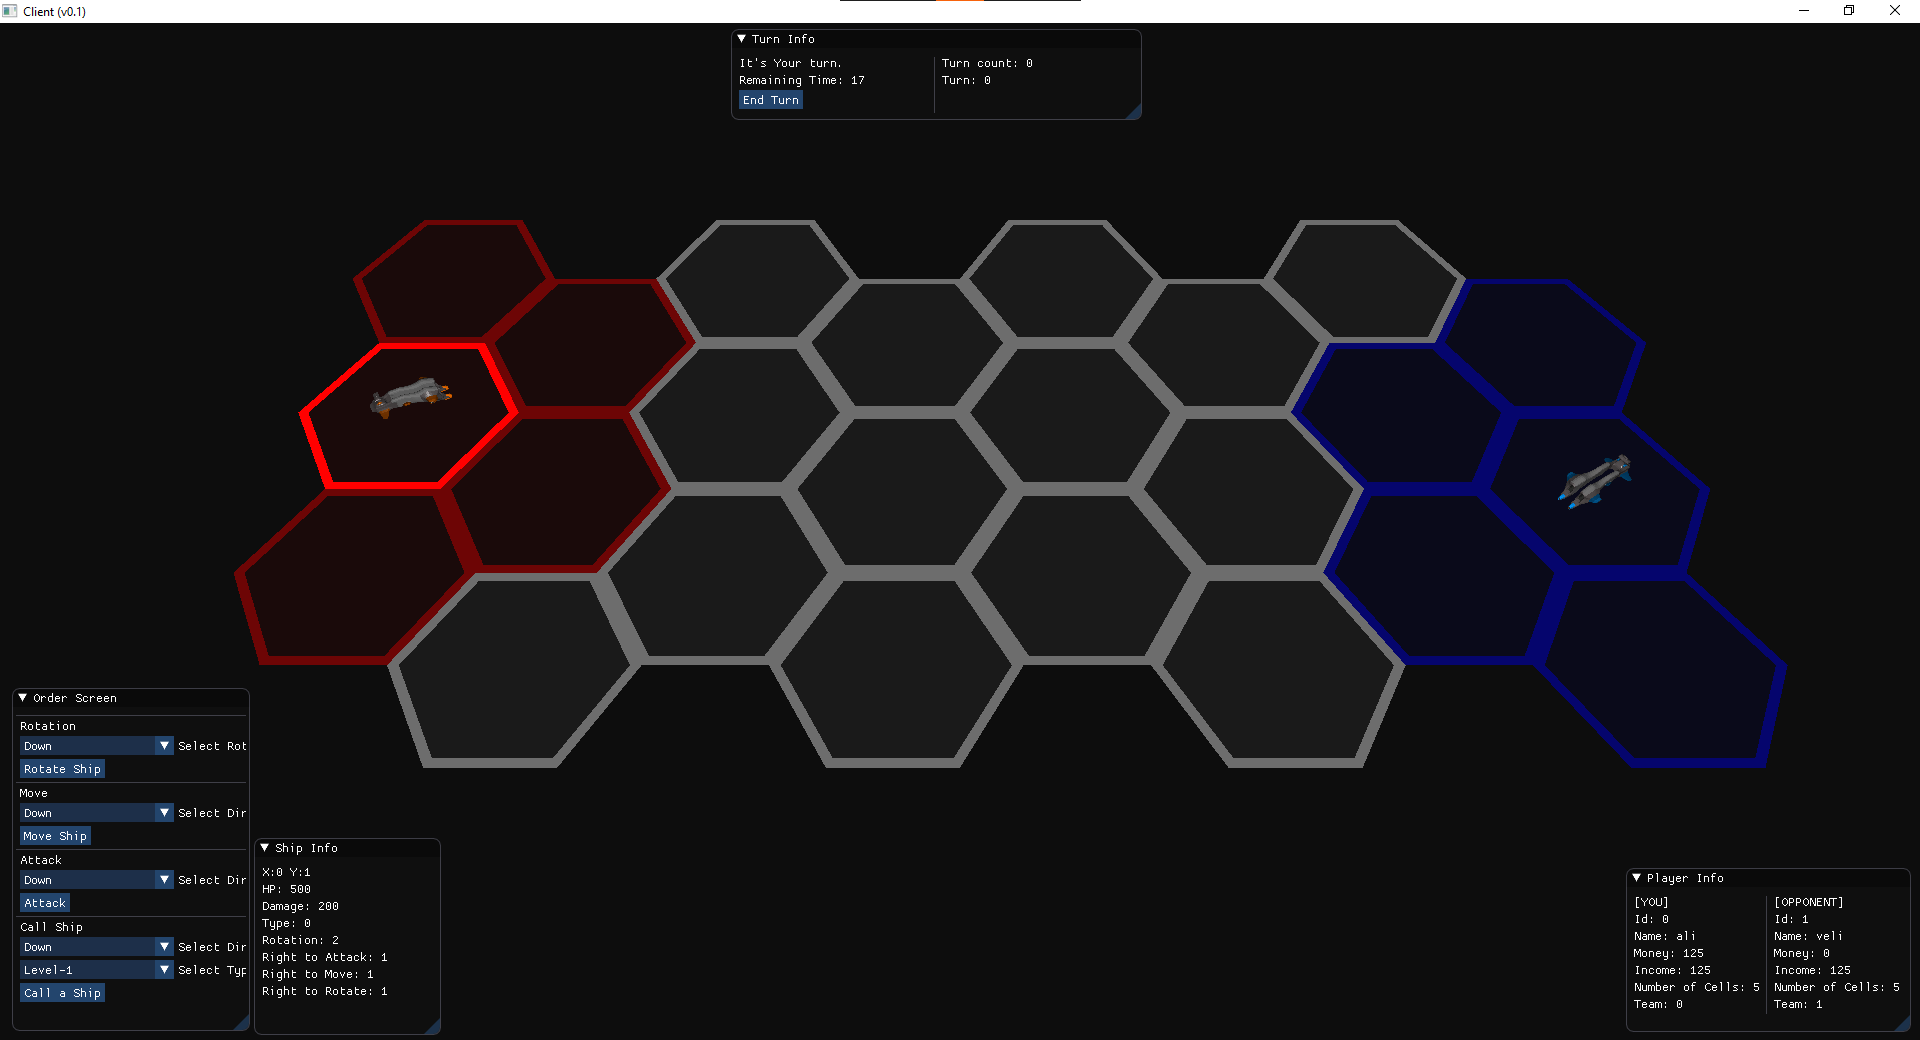 Client (v0.1)
Turn Info
It's Your turn.
Remaining Time: 17
End Turn
Turn count: 0
Turn: 0
Order Screen
Rotation
Down Select Rot
Rotate Ship
Move
Down Select Dir
Move Ship
Attack
Down Select Dir
Attack
Call Ship
Down Select Dir
Level-1 Select Typ
Call a Ship
Ship Info
X:0 Y:1
HP: 500
Damage: 200
Type: 0
Rotation: 2
Right to Attack: 1
Right to Move: 1
Right to Rotate: 1
Player Info
[YOU]
Id: 0
Name: ali
Money: 125
Income: 125
Number of Cells: 5
Team: 0
[OPPONENT]
Id: 1
Name: veli
Money: 0
Income: 125
Number of Cells: 5
Team: 1